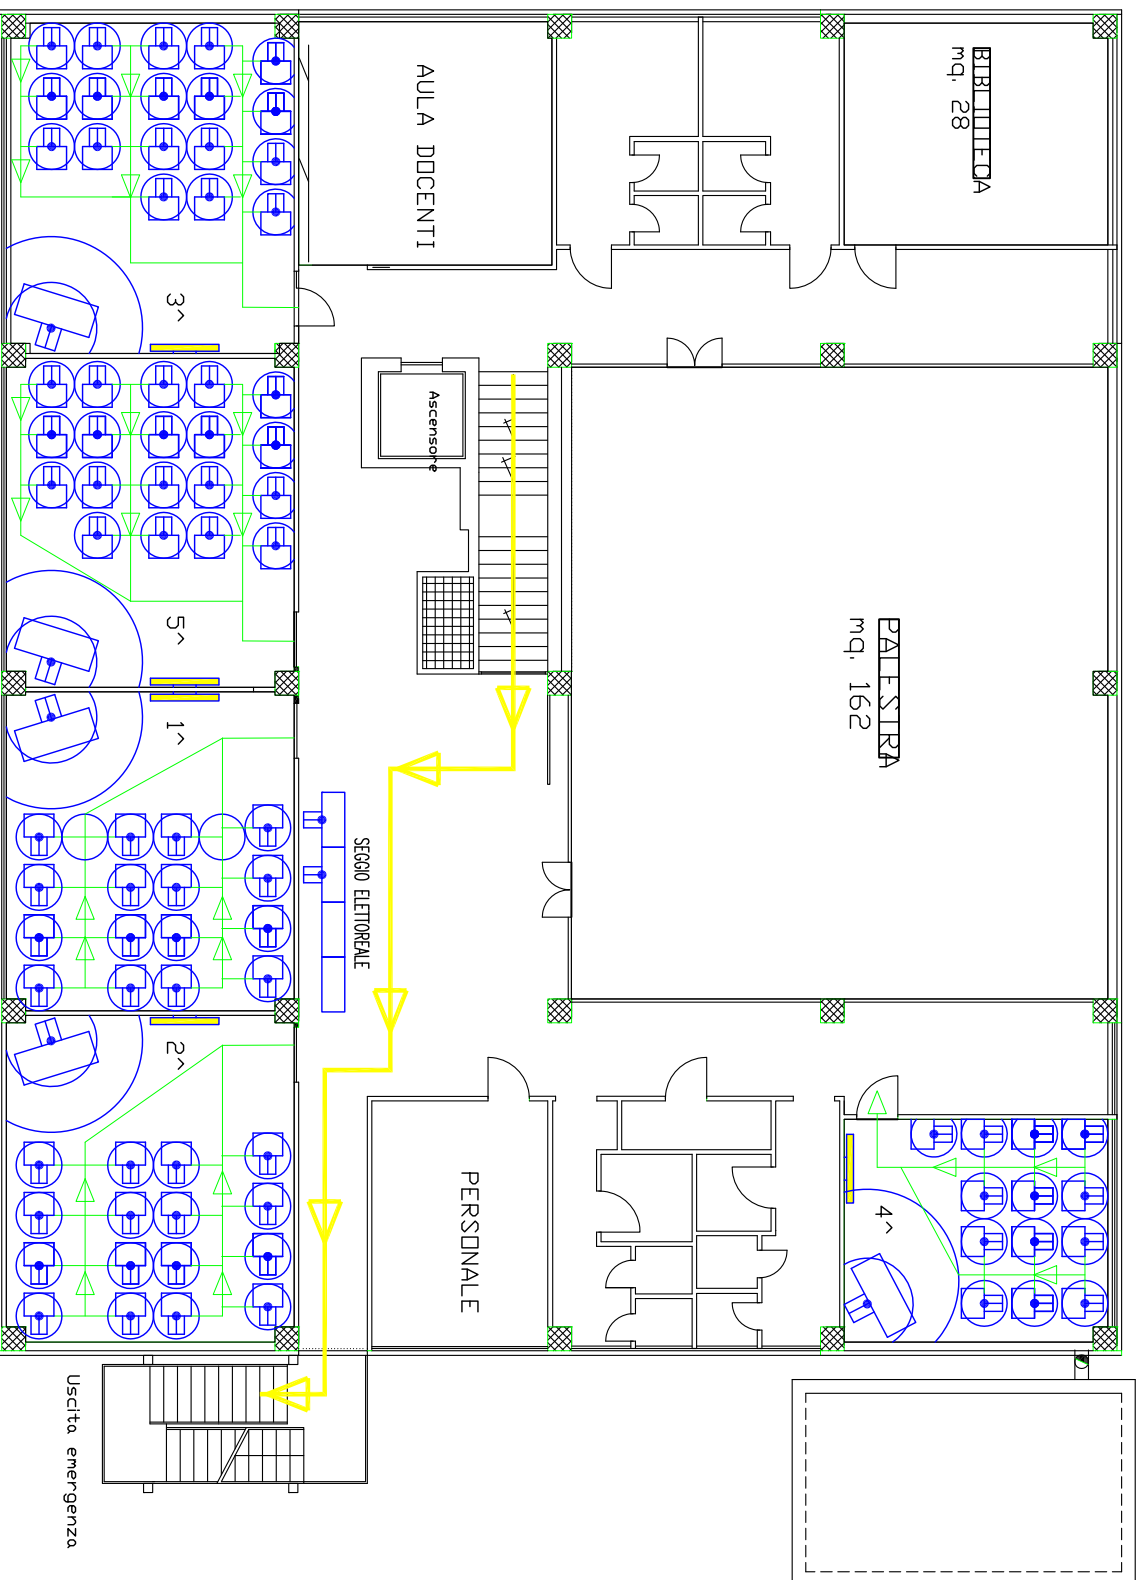 BIBLIOTECA
mq. 28
AULA DOCENTI
3^
Ascensore
5^
PALESTRA
mq. 162
1^
SEGGIO ELETTOREALE
2^
PERSONALE
4^
Uscita emergenza